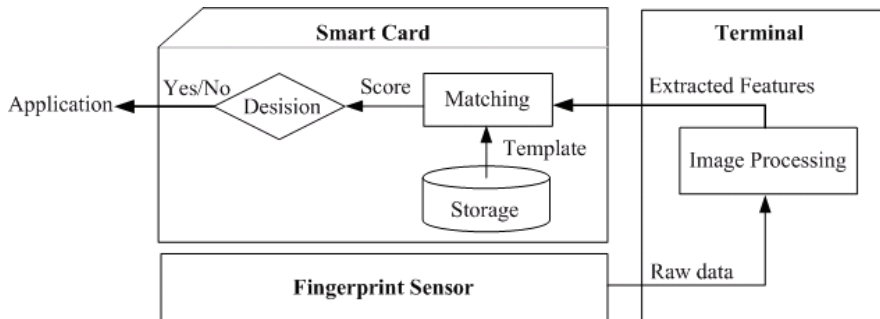 Smart Card
Terminal
Yes/No
Score
Extracted Features
Application
Desision
Matching
Template
Image Processing
Storage
Raw data
Fingerprint Sensor